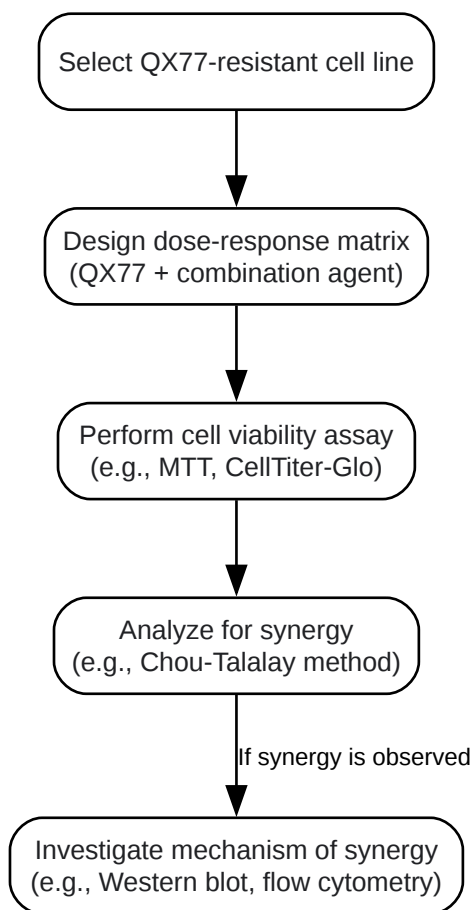 Select QX77-resistant cell line
Design dose-response matrix
(QX77 + combination agent)
Perform cell viability assay
(e.g., MTT, CellTiter-Glo)
Analyze for synergy
(e.g., Chou-Talalay method)
If synergy is observed
Investigate mechanism of synergy
(e.g., Western blot, flow cytometry)